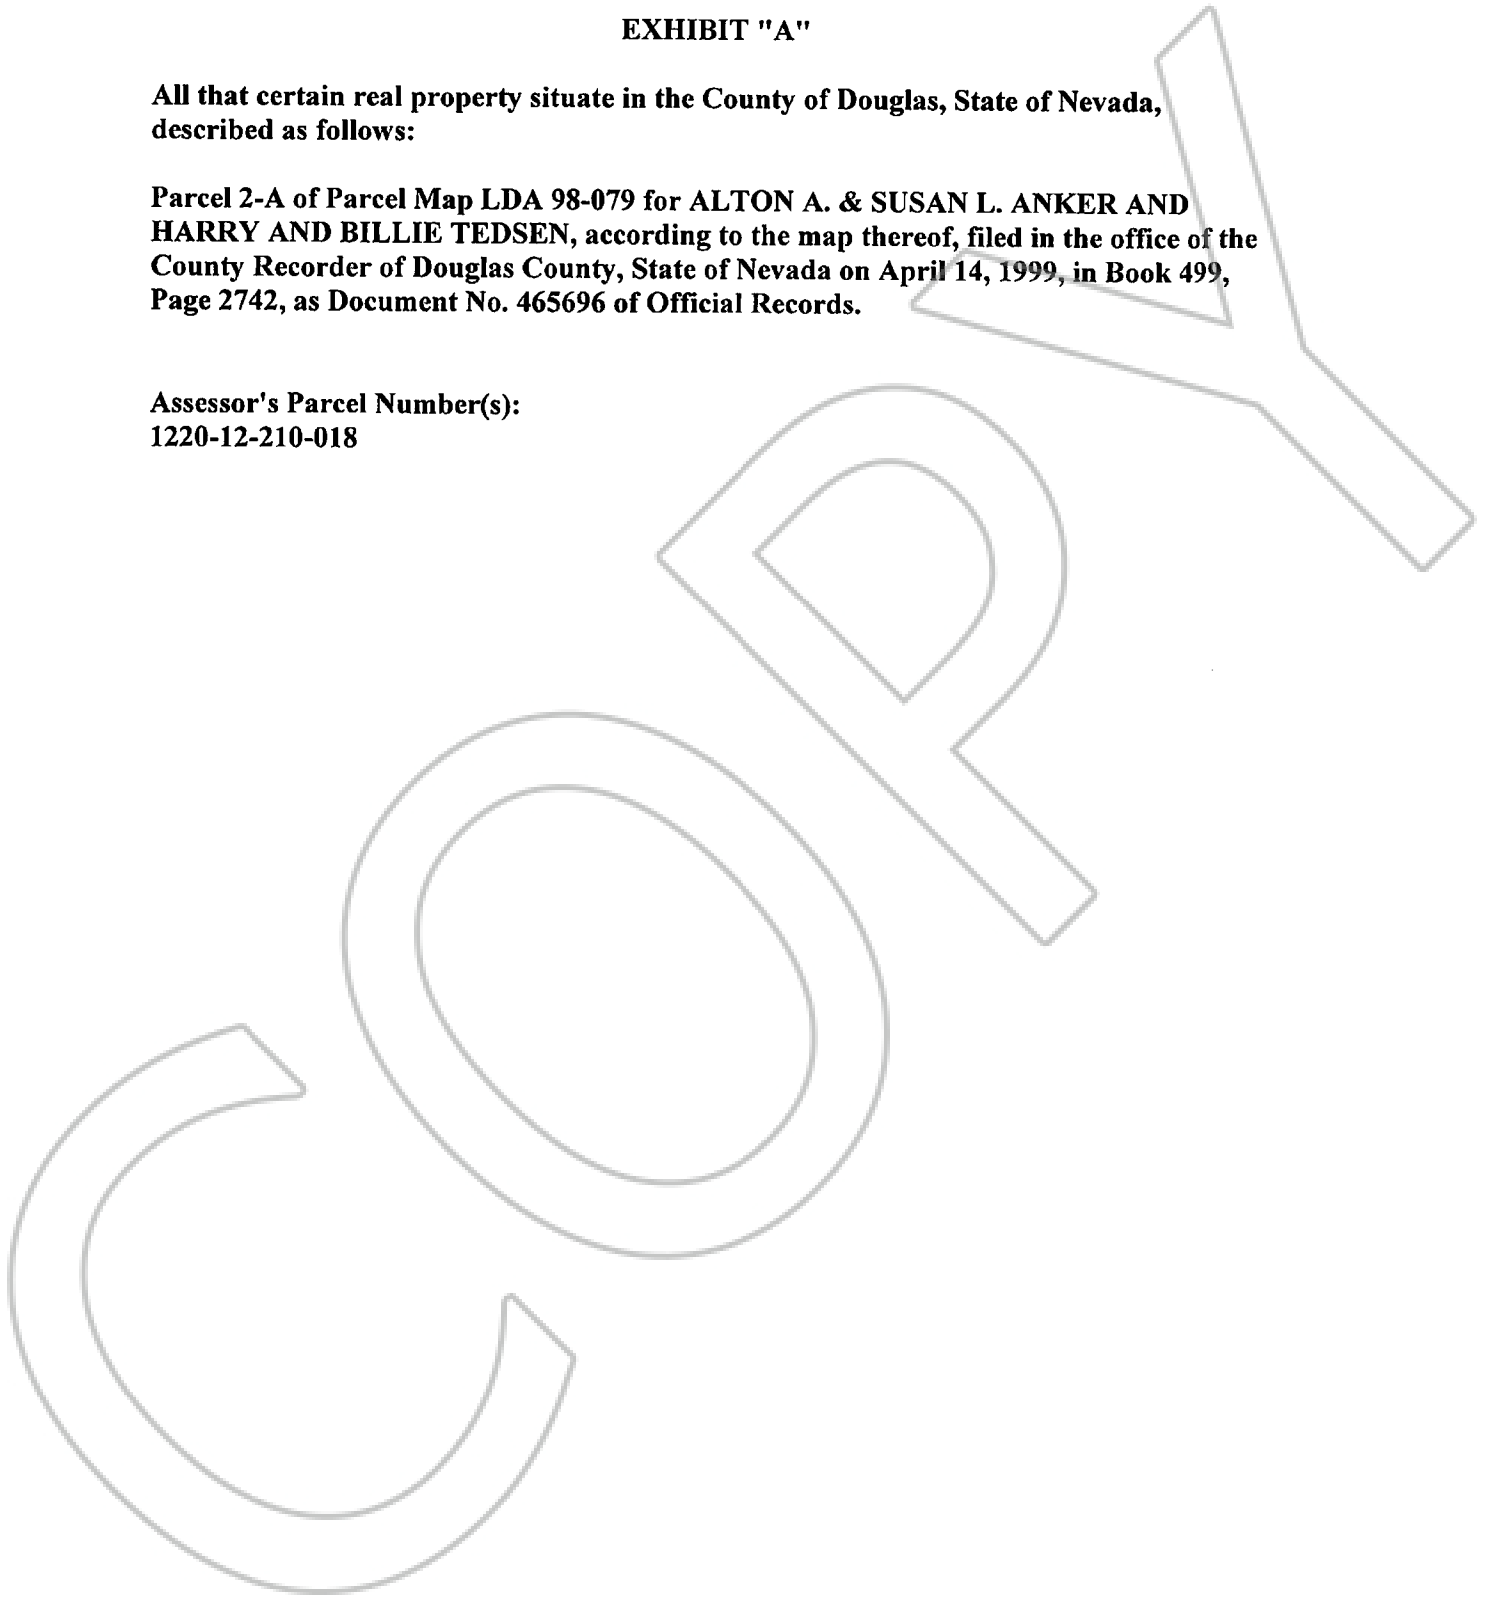 EXHIBIT "A"
All that certain real property situate in the County of Douglas, State of Nevada,
described as follows:
Parcel 2-A of Parcel Map LDA 98-079 for ALTON A. & SUSAN L. ANKER AND
HARRY AND BILLIE TEDSEN, according to the map thereof, filed in the office of the
County Recorder of Douglas County, State of Nevada on April 14, 1999, in Book 499,
Page 2742, as Document No. 465696 of Official Records.
Assessor's Parcel Number(s):
1220-12-210-018
COPY